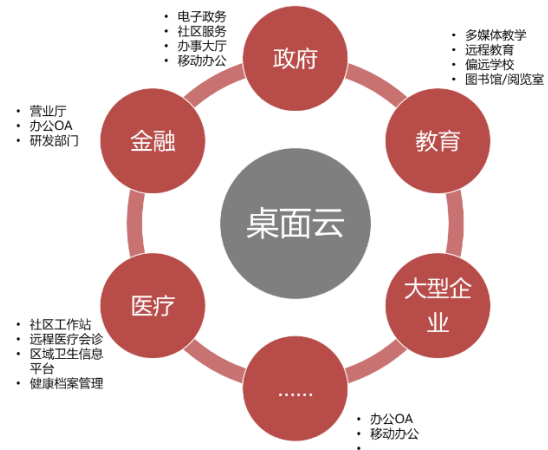 • 电子政务
• 社区服务
• 办事大厅
• 移动办公
政府
• 多媒体教学
• 远程教育
• 偏远学校
• 图书馆/阅览室
教育
• 营业厅
• 办公OA
• 研发部门
金融
桌面云
医疗
• 社区工作站
• 远程医疗会诊
• 区域卫生信息
平台
• 健康档案管理
大型企
业
• 办公OA
• 移动办公
•
......